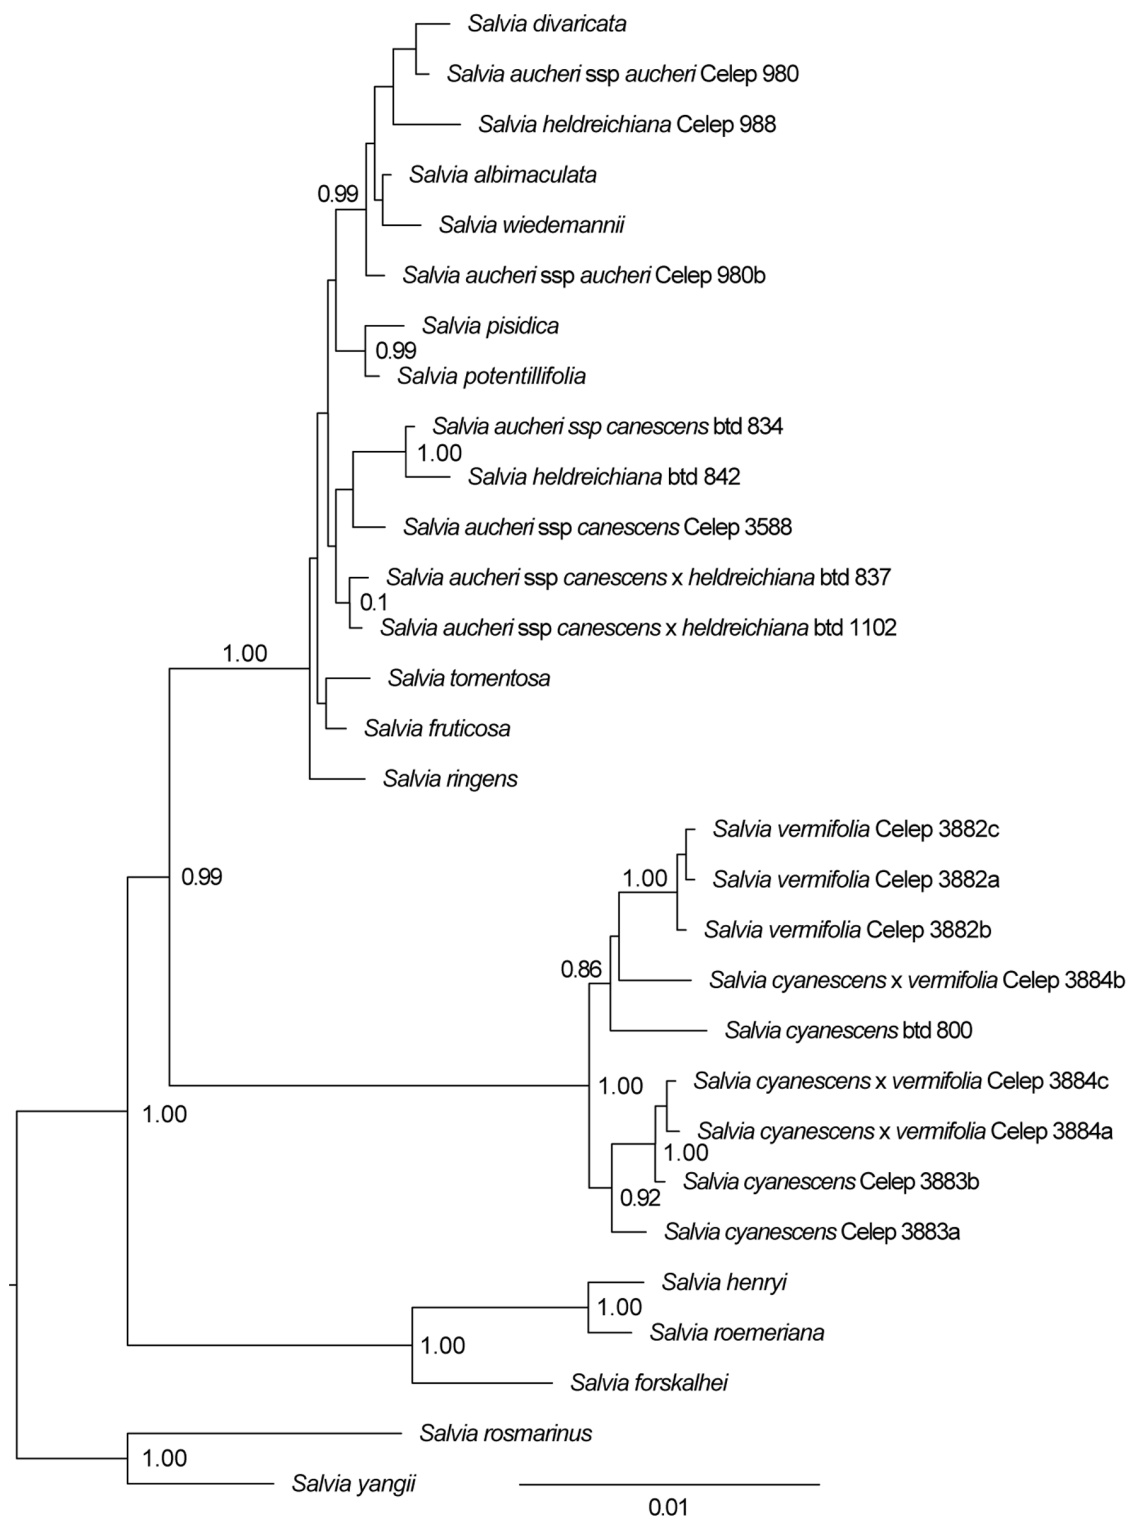 Salvia divaricata
Salvia aucheri ssp aucheri Celep 980
Salvia heldreichiana Celep 988
Salvia albimaculata
0.99
Salvia wiedemannii
Salvia aucheri ssp aucheri Celep 980b
Salvia pisidica
0.99
Salvia potentillifolia
Salvia aucheri ssp canescens btd 834
1.00
Salvia heldreichiana btd 842
Salvia aucheri ssp canescens Celep 3588
Salvia aucheri ssp canescens x heldreichiana btd 837
0.1
Salvia aucheri ssp canescens x heldreichiana btd 1102
1.00
Salvia tomentosa
Salvia fruticosa
Salvia ringens
Salvia vermifolia Celep 3882c
0.99
1.00
Salvia vermifolia Celep 3882a
Salvia vermifolia Celep 3882b
0.86
Salvia cyanescens x vermifolia Celep 3884b
Salvia cyanescens btd 800
1.00
Salvia cyanescens x vermifolia Celep 3884c
1.00
Salvia cyanescens x vermifolia Celep 3884a
1.00
Salvia cyanescens Celep 3883b
0.92
Salvia cyanescens Celep 3883a
Salvia henryi
1.00
Salvia roemeriana
1.00
Salvia forskalhei
Salvia rosmarinus
1.00
Salvia yangii
0.01